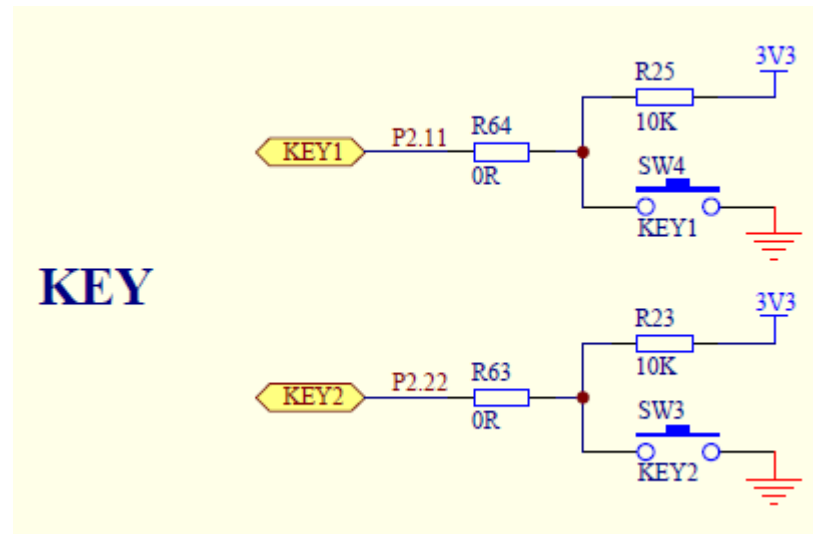 3V3
R25
10K
R64
P2.11
KEY1
0R
SW4
KEY1
KEY
3V3
R23
10K
R63
P2.22
KEY2
0R
SW3
KEY2